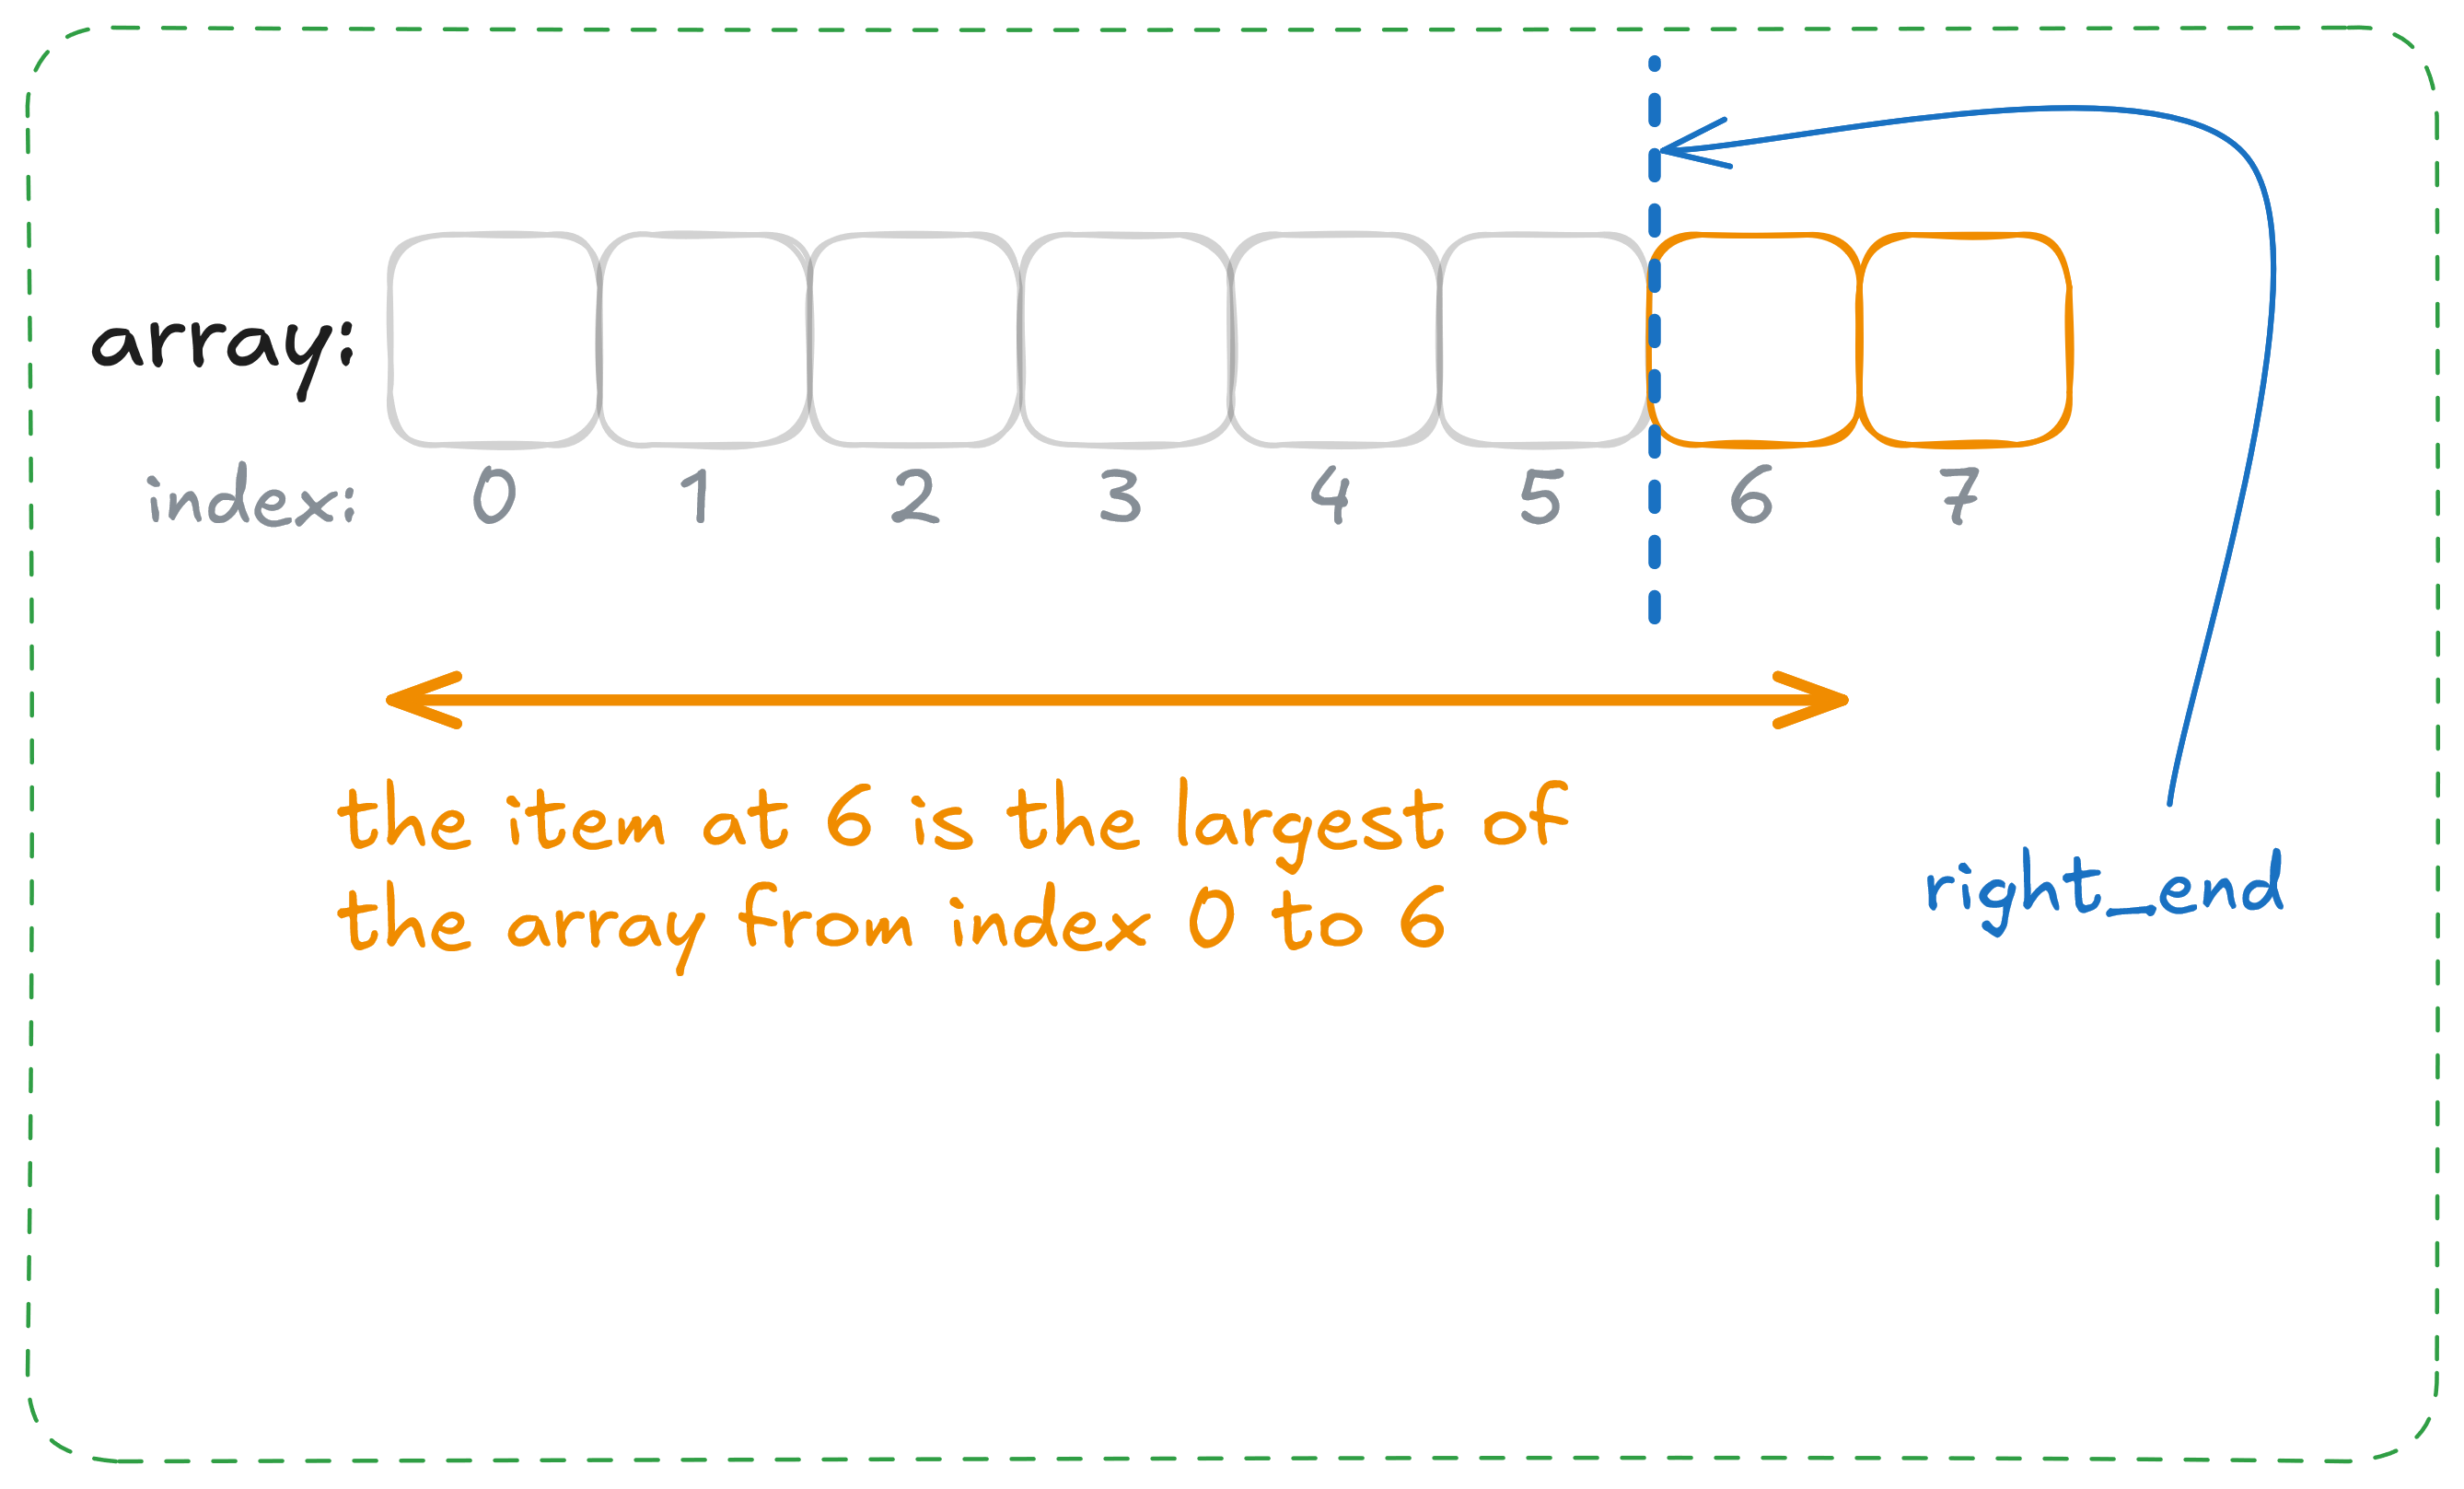 array:
index: 0 1 2 3 4 5 6 7
the item at 6 is the largest of
the array from index 0 to 6
right_end